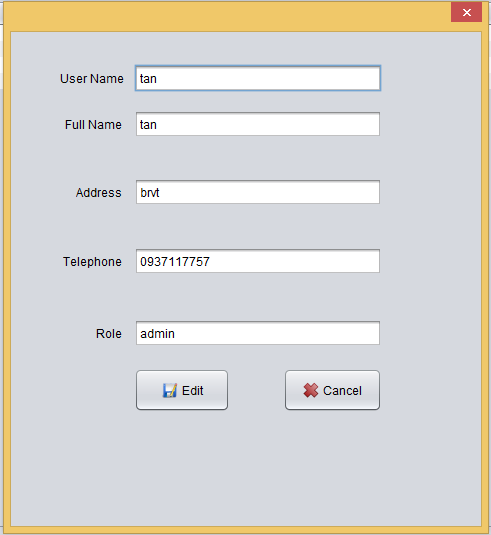 User Name tan
Full Name tan
Address brvt
Telephone 0937117757
Role admin
Edit Cancel